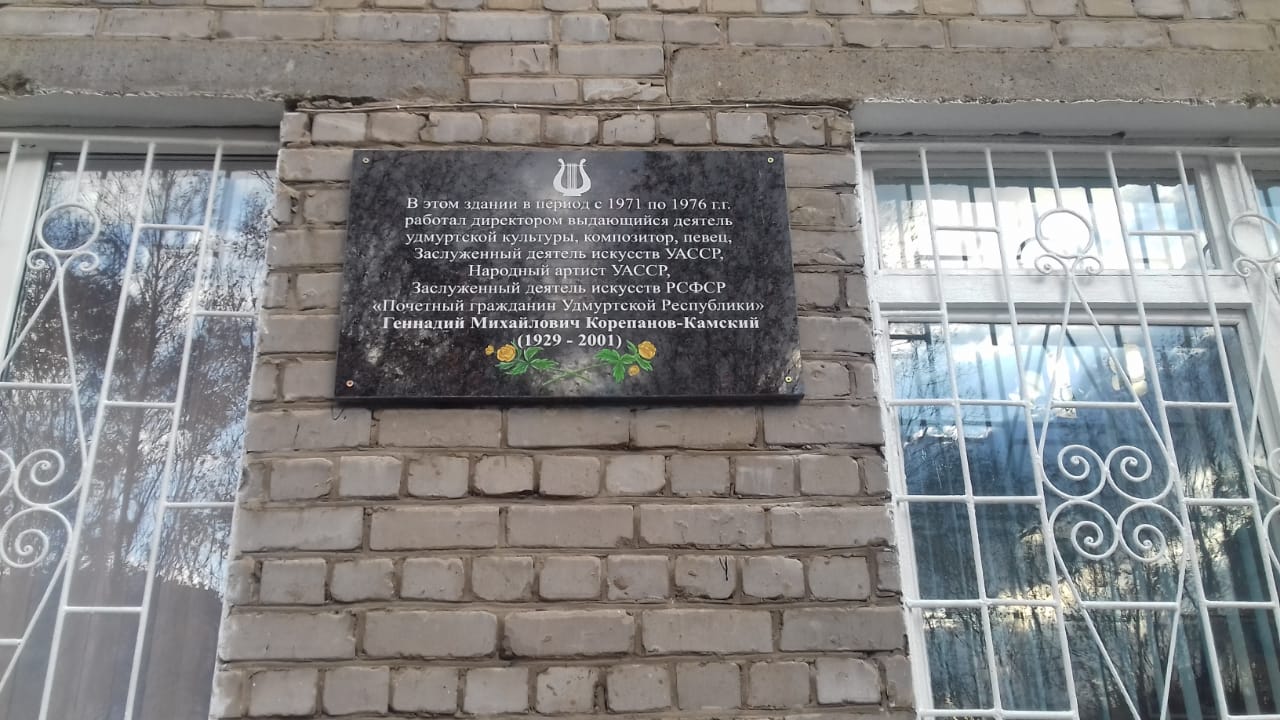 В этом здании в период с 1971 по 1976 г.г.
работал директором выдающийся деятель
удмуртской культуры, композитор, певец,
Заслуженный деятель искусств УАССР,
Народный артист УАССР,
Заслуженный деятель искусств РСФСР
«Почетный гражданин Удмуртской Республики»
Геннадий Михайлович Корепанов-Камский
(1929 - 2001)